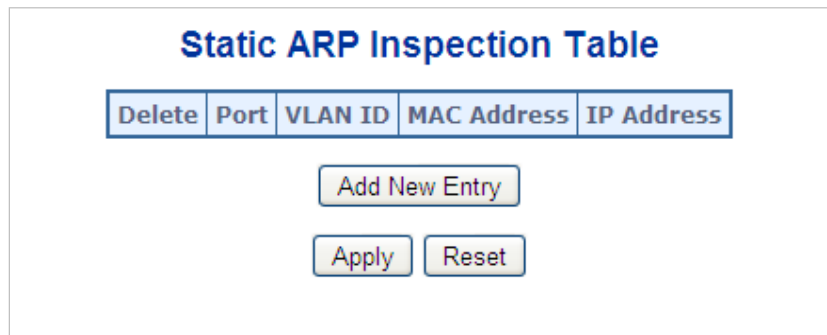 Static ARP Inspection Table
Delete Port VLAN ID MAC Address IP Address
Add New Entry
Apply Reset